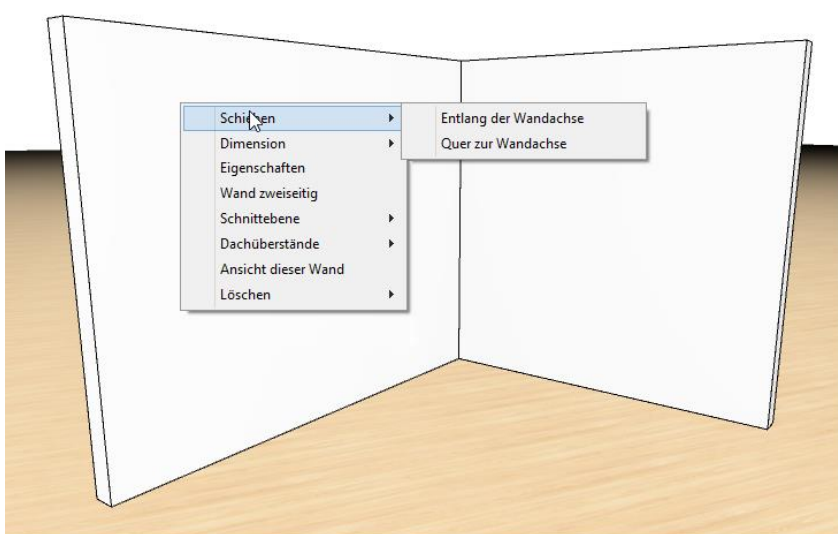 Schieben
Entlang der Wandachse
Dimension
Quer zur Wandachse
Eigenschaften
Wand zweiseitig
Schnittebene
Dachüberstände
Ansicht dieser Wand
Löschen